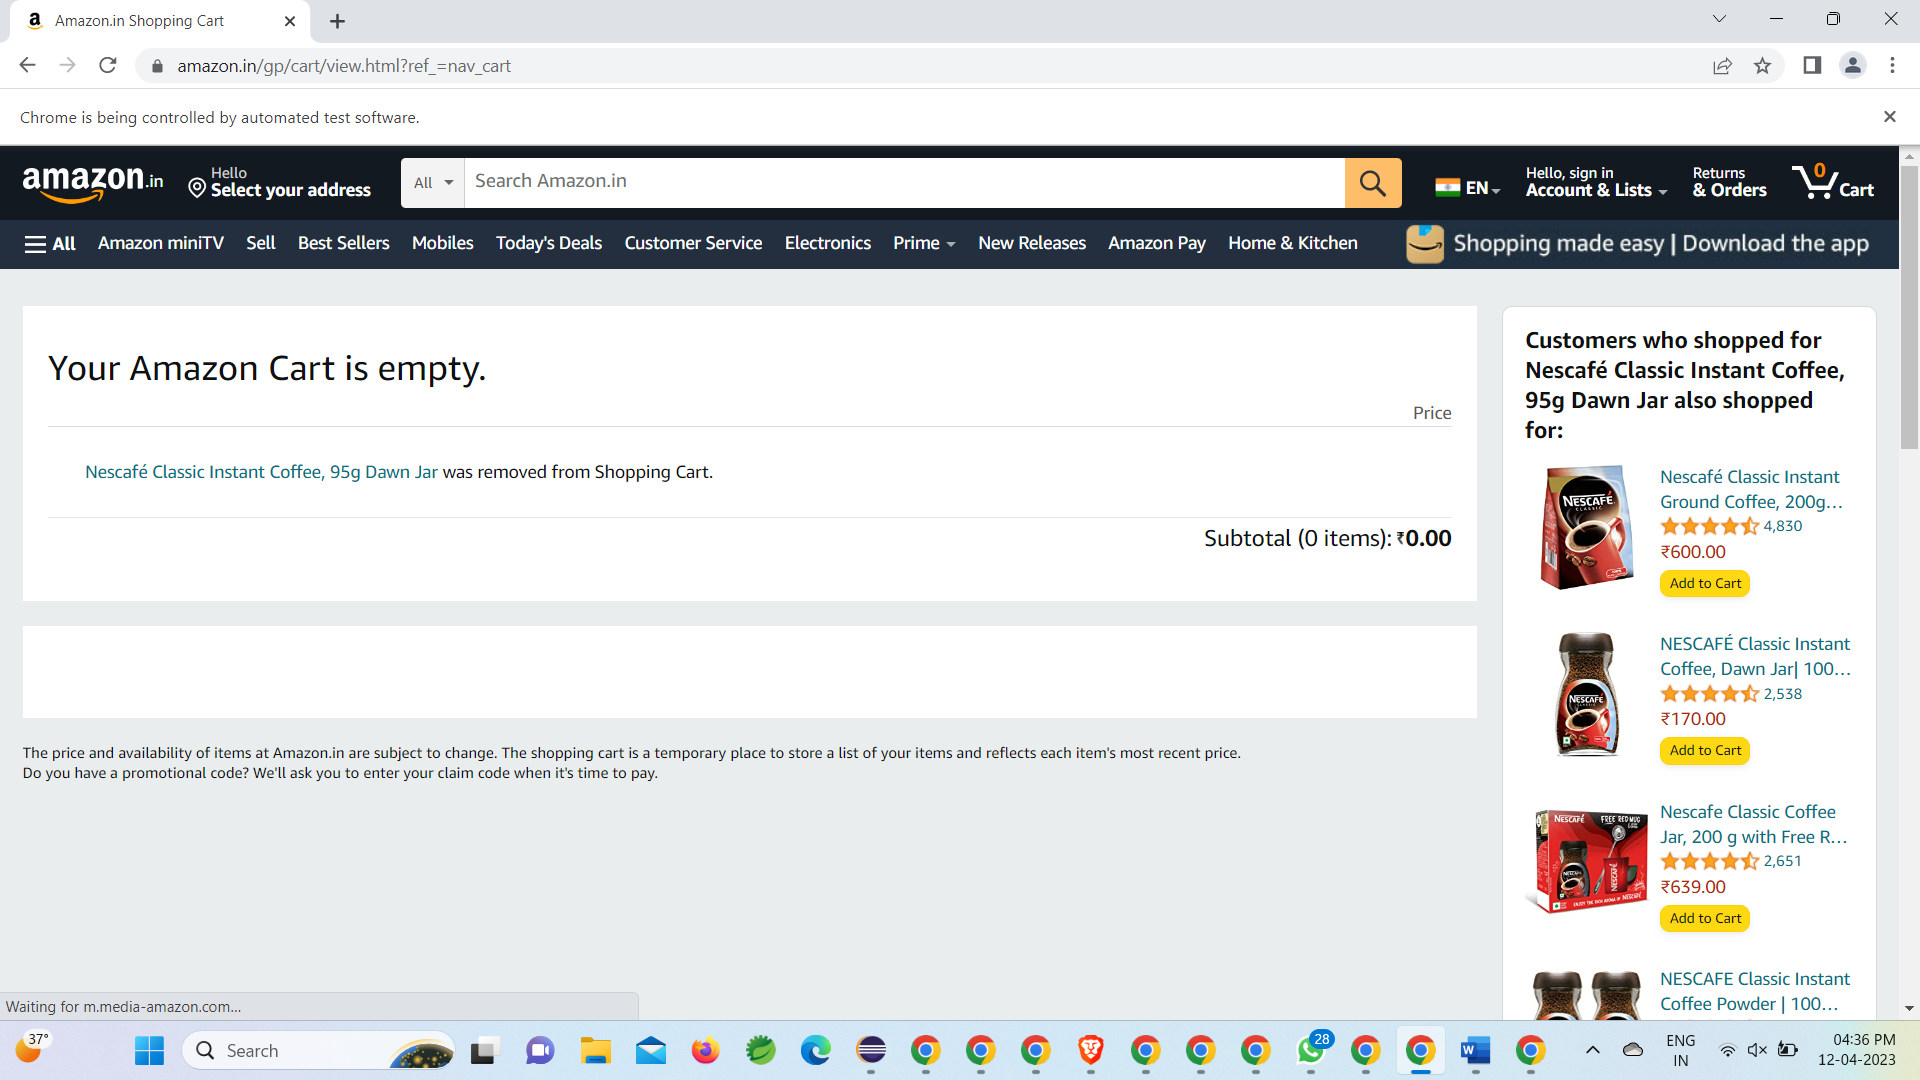 Amazon.in Shopping Cart
amazon.in/gp/cart/view.html?ref_=nav_cart
Chrome is being controlled by automated test software.
amazon.in
Hello
Select your address
All
Search Amazon.in
EN
Hello, sign in
Account & Lists
Returns
& Orders
0
Cart
All
Amazon miniTV
Sell
Best Sellers
Mobiles
Today's Deals
Customer Service
Electronics
Prime
New Releases
Amazon Pay
Home & Kitchen
Shopping made easy | Download the app
Your Amazon Cart is empty.
Price
Nescafé Classic Instant Coffee, 95g Dawn Jar was removed from Shopping Cart.
Subtotal (0 items): ₹0.00
The price and availability of items at Amazon.in are subject to change. The shopping cart is a temporary place to store a list of your items and reflects each item's most recent price.
Do you have a promotional code? We'll ask you to enter your claim code when it's time to pay.
Customers who shopped for
Nescafé Classic Instant Coffee,
95g Dawn Jar also shopped
for:
NESCAFÉ
CLASSIC
Nescafé Classic Instant
Ground Coffee, 200g...
4,830
₹600.00
Add to Cart
NESCAFÉ
NESCAFÉ Classic Instant
Coffee, Dawn Jar| 100...
2,538
₹170.00
Add to Cart
NESCAFÉ
FREE RED MUG
Nescafe Classic Coffee
Jar, 200 g with Free R...
2,651
₹639.00
Add to Cart
NESCAFE Classic Instant
Coffee Powder | 100...
Waiting for m.media-amazon.com...
37°
Search
28
ENG
IN
04:36 PM
12-04-2023